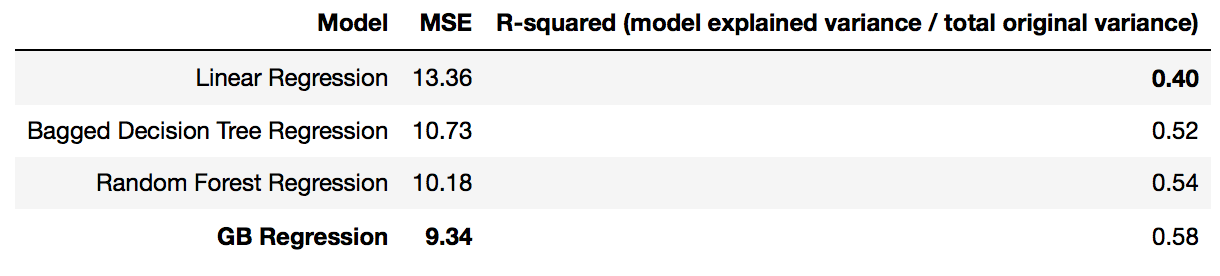 Model MSE R-squared (model explained variance / total original variance)
Linear Regression 13.36 0.40
Bagged Decision Tree Regression 10.73 0.52
Random Forest Regression 10.18 0.54
GB Regression 9.34 0.58